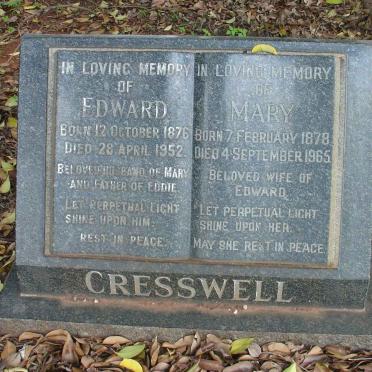 IN LOVING MEMORY
OF
EDWARD
BORN 12 OCTOBER 1876
DIED 28 APRIL 1952.
BELOVED HUSBAND OF MARY
AND FATHER OF EDDIE.
LET PERPETUAL LIGHT
SHINE UPON HIM.
REST IN PEACE.
IN LOVING MEMORY
OF
MARY
BORN 7 FEBRUARY 1878
DIED 4 SEPTEMBER 1965.
BELOVED WIFE OF
EDWARD.
LET PERPETUAL LIGHT
SHINE UPON HER.
MAY SHE REST IN PEACE.
CRESSWELL